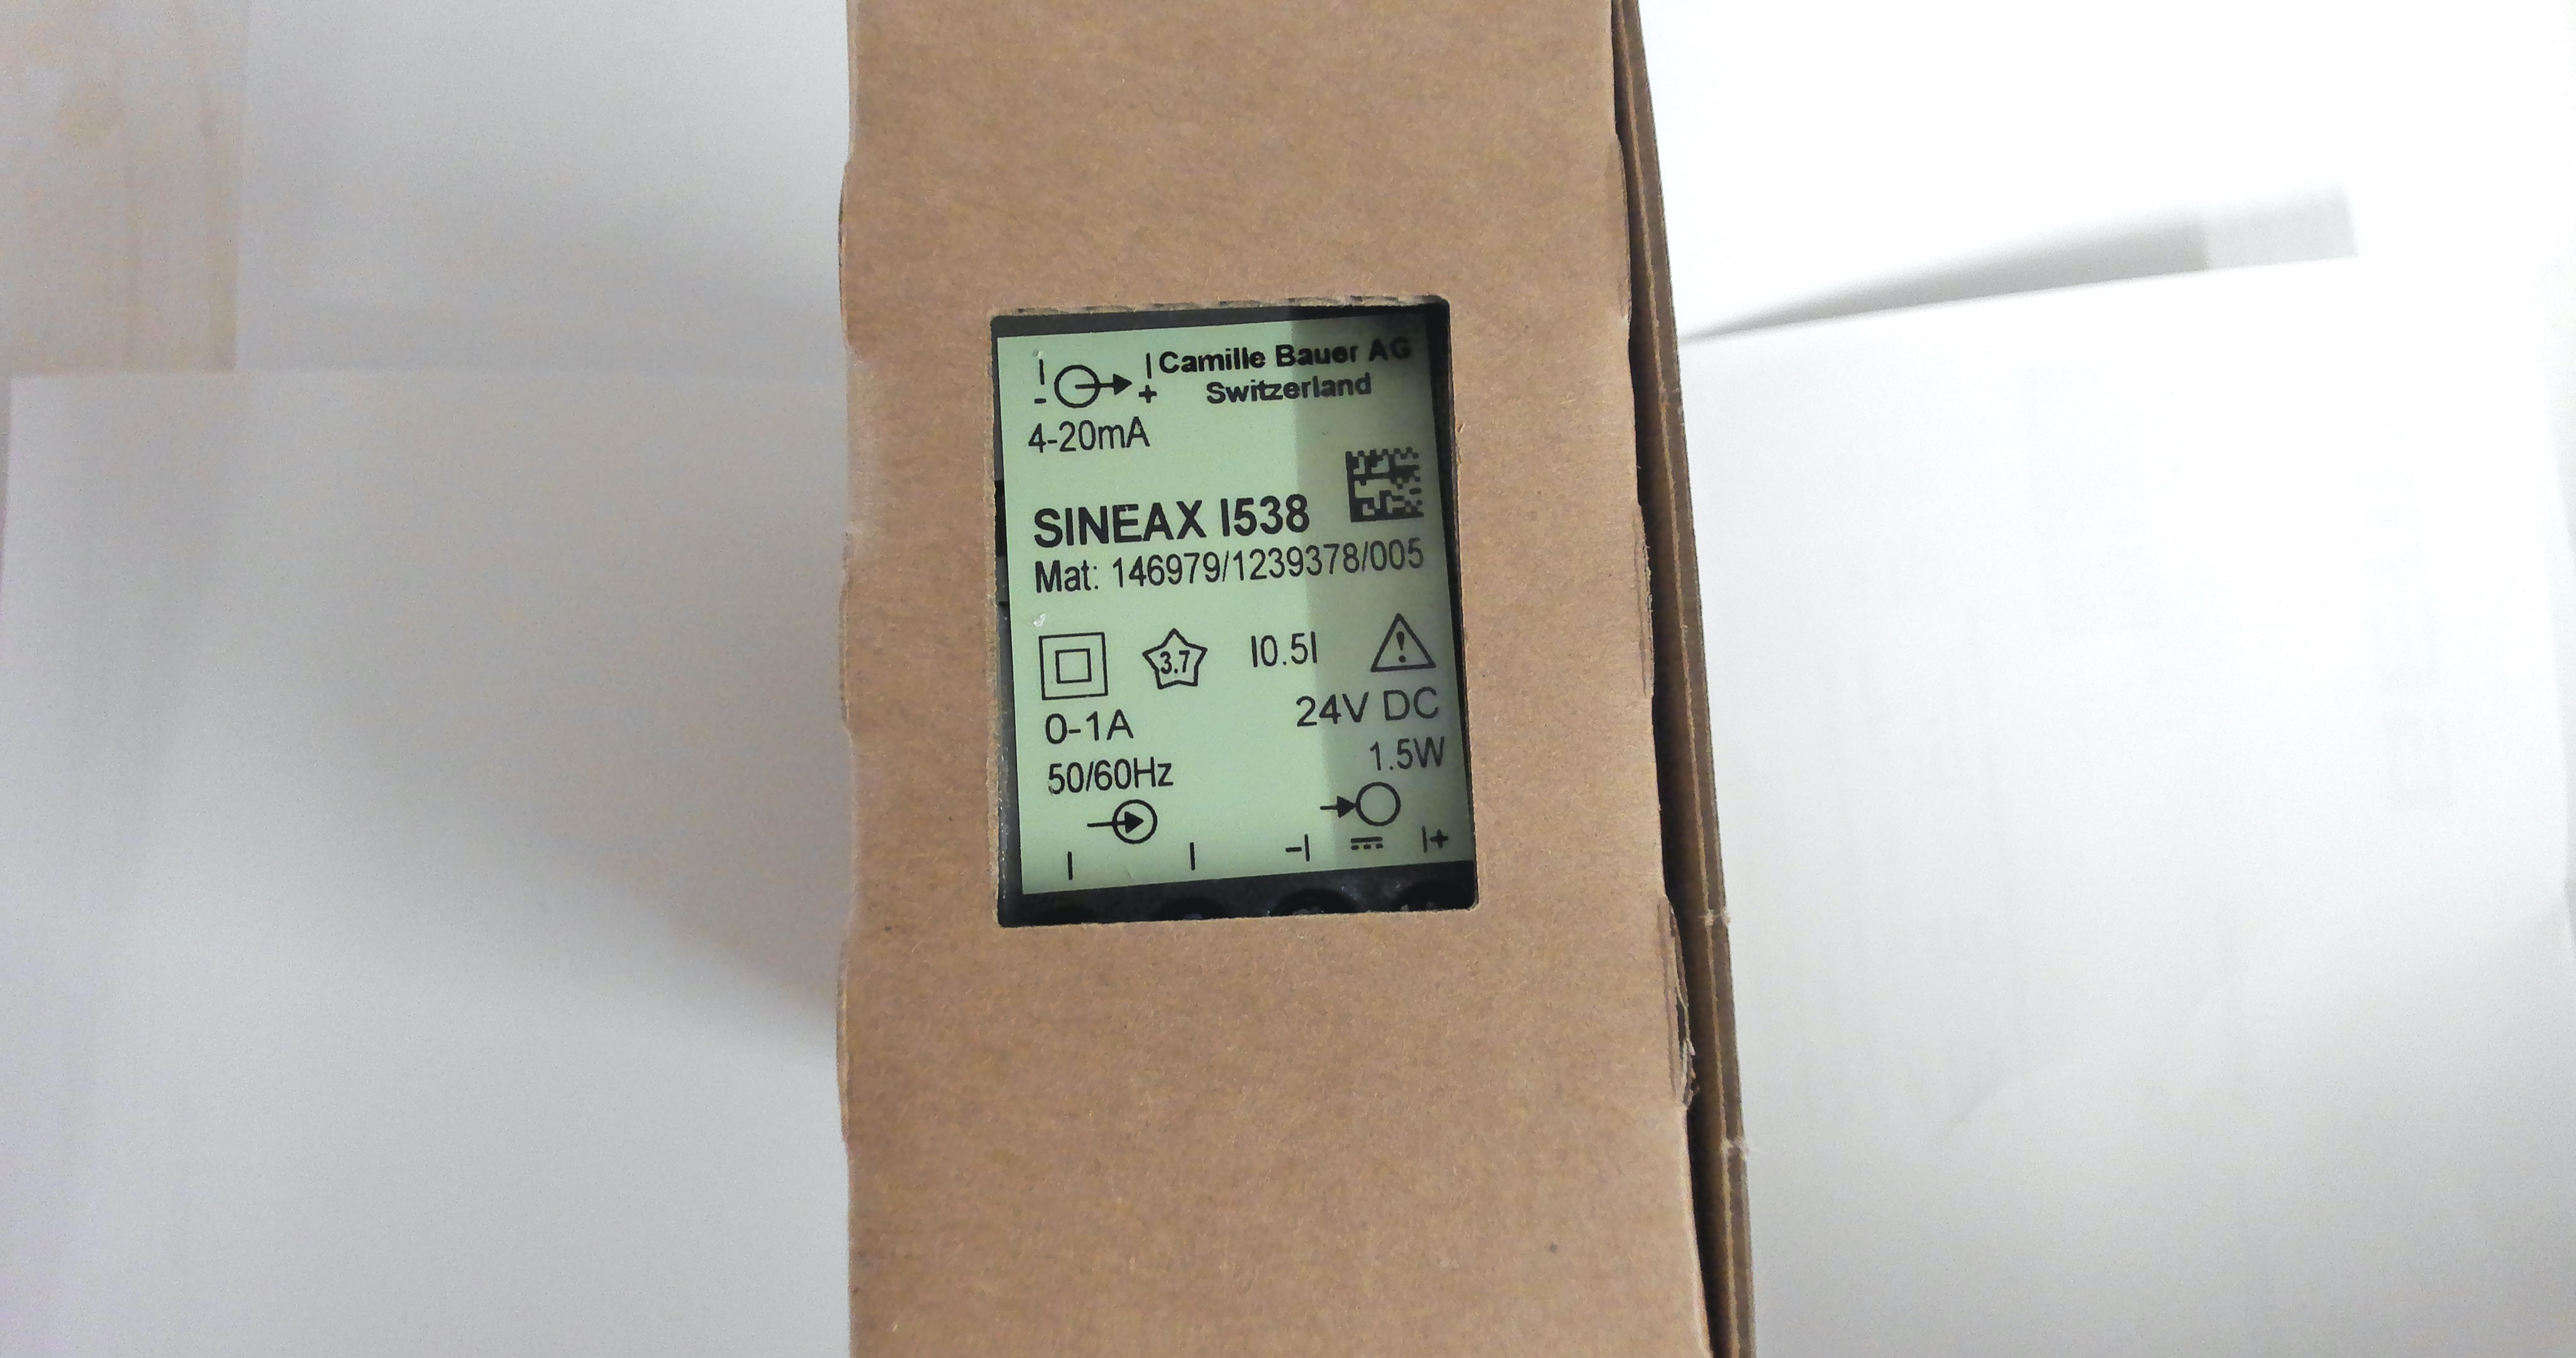 Camille Bauer AG
Switzerland
- +
4-20mA
SINEAX I538
Mat: 146979/1239378/005
3.7 I0.5I
0-1A 24V DC
50/60Hz 1.5W
- +